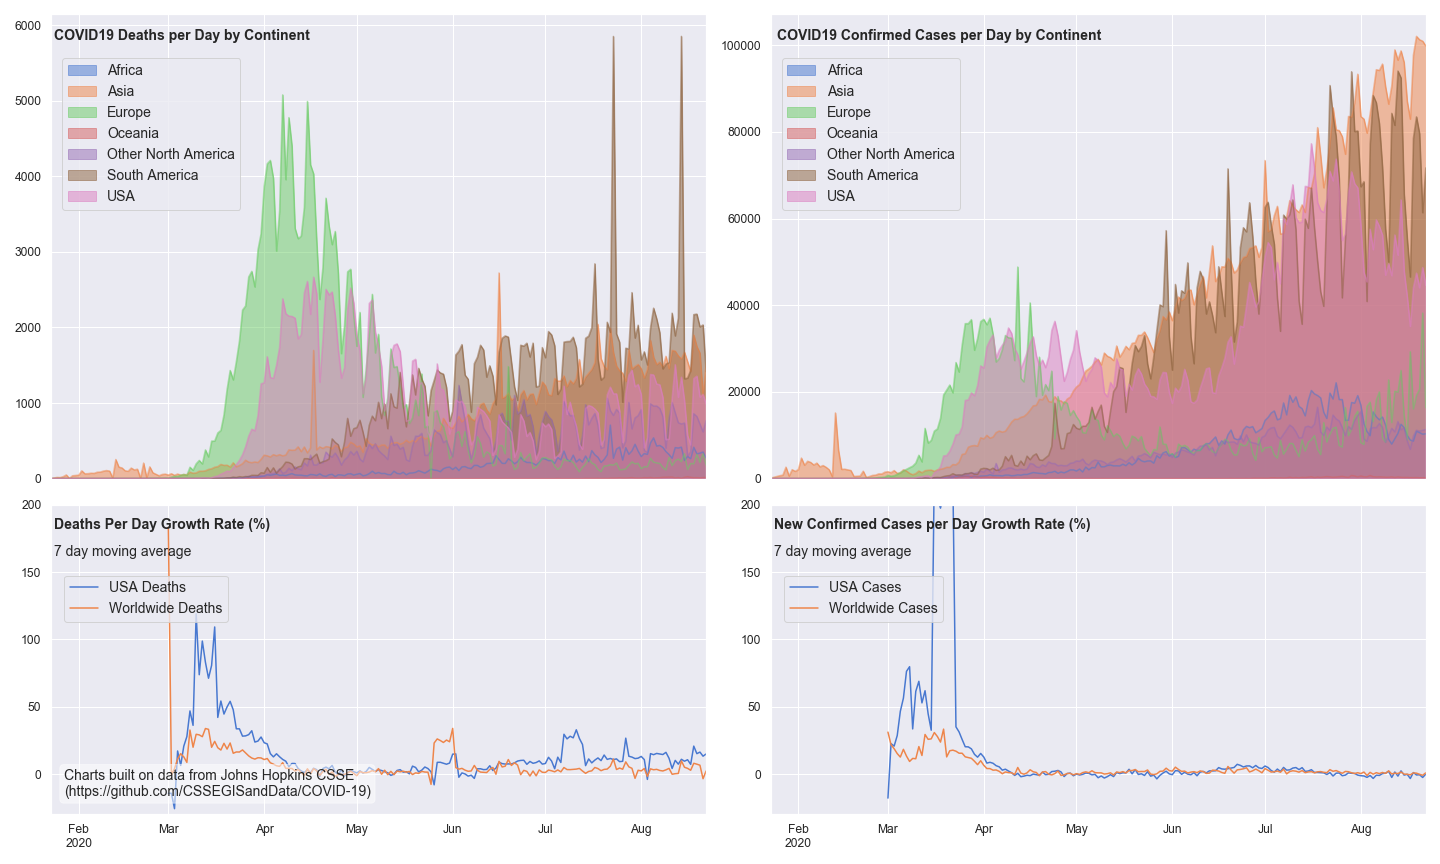 COVID19 Deaths per Day by Continent
6000
5000
4000
3000
2000
1000
0
Africa
Asia
Europe
Oceania
Other North America
South America
USA
COVID19 Confirmed Cases per Day by Continent
100000
80000
60000
40000
20000
0
Africa
Asia
Europe
Oceania
Other North America
South America
USA
Deaths Per Day Growth Rate (%)
7 day moving average
200
150
100
50
0
USA Deaths
Worldwide Deaths
Charts built on data from Johns Hopkins CSSE
(https://github.com/CSSEGISandData/COVID-19)
Feb Mar Apr May Jun Jul Aug
2020
New Confirmed Cases per Day Growth Rate (%)
7 day moving average
200
150
100
50
0
USA Cases
Worldwide Cases
Feb Mar Apr May Jun Jul Aug
2020